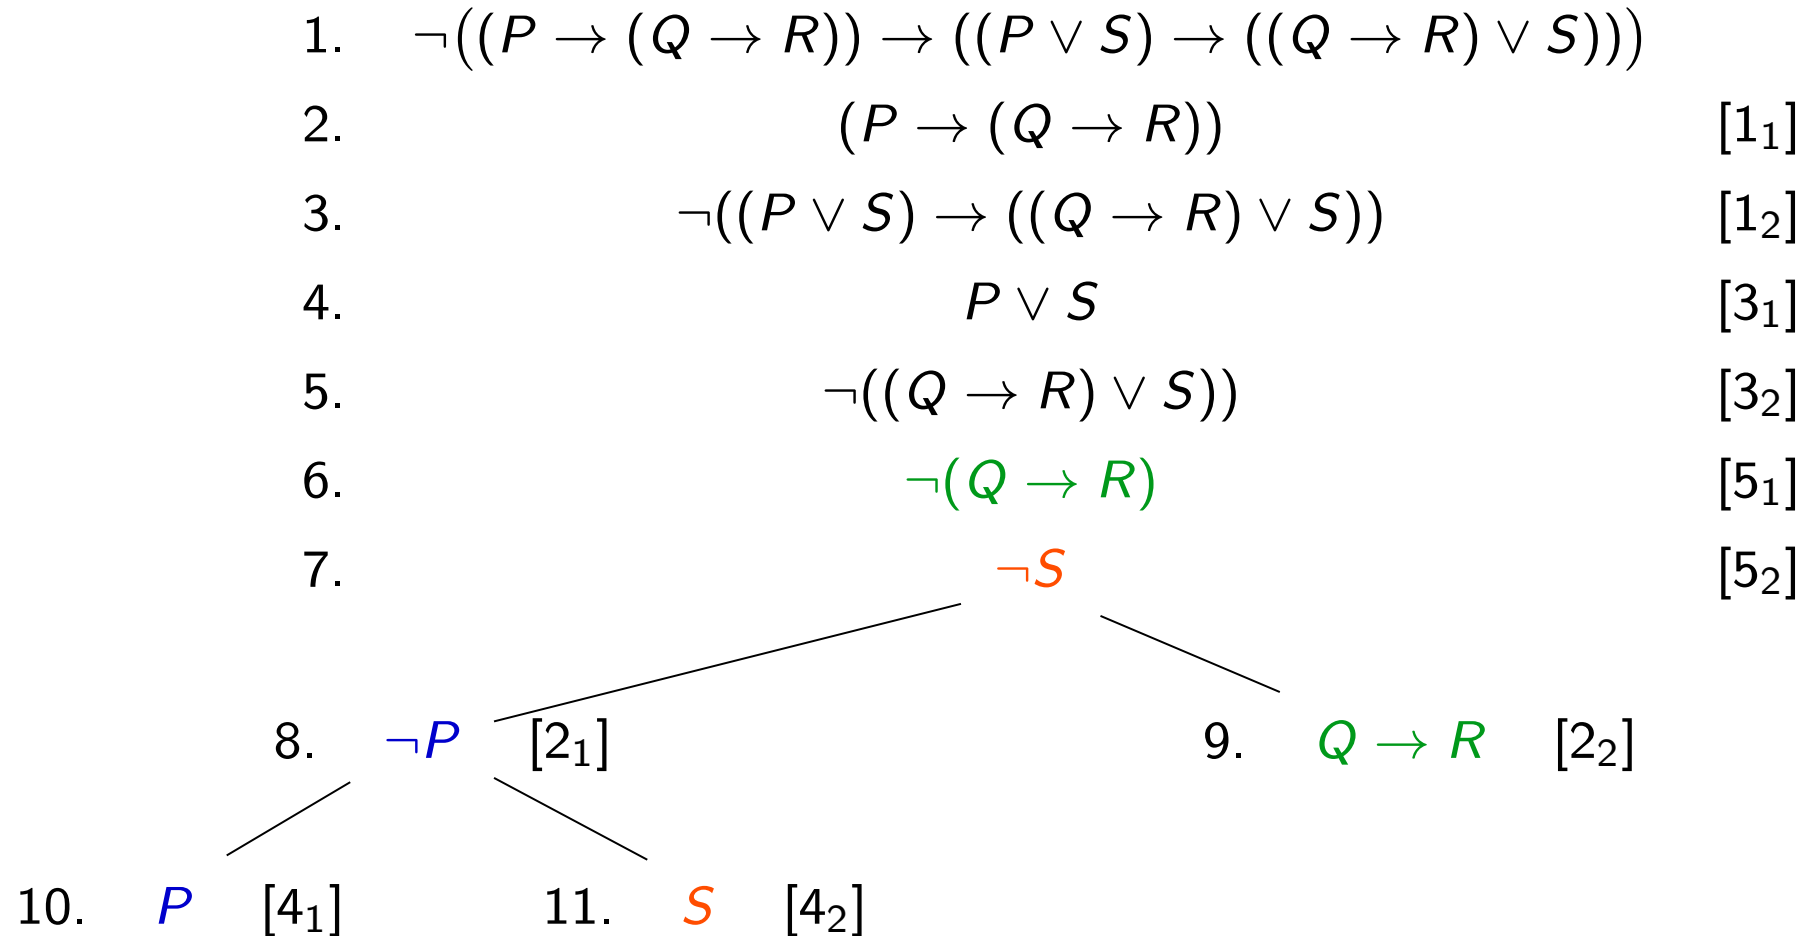 1. ¬((P → (Q → R)) → ((P ∨ S) → ((Q → R) ∨ S)))
2. (P → (Q → R)) [1₁]
3. ¬((P ∨ S) → ((Q → R) ∨ S)) [1₂]
4. P ∨ S [3₁]
5. ¬((Q → R) ∨ S)) [3₂]
6. ¬(Q → R) [5₁]
7. ¬S [5₂]
8. ¬P [2₁] 9. Q → R [2₂]
10. P [4₁] 11. S [4₂]